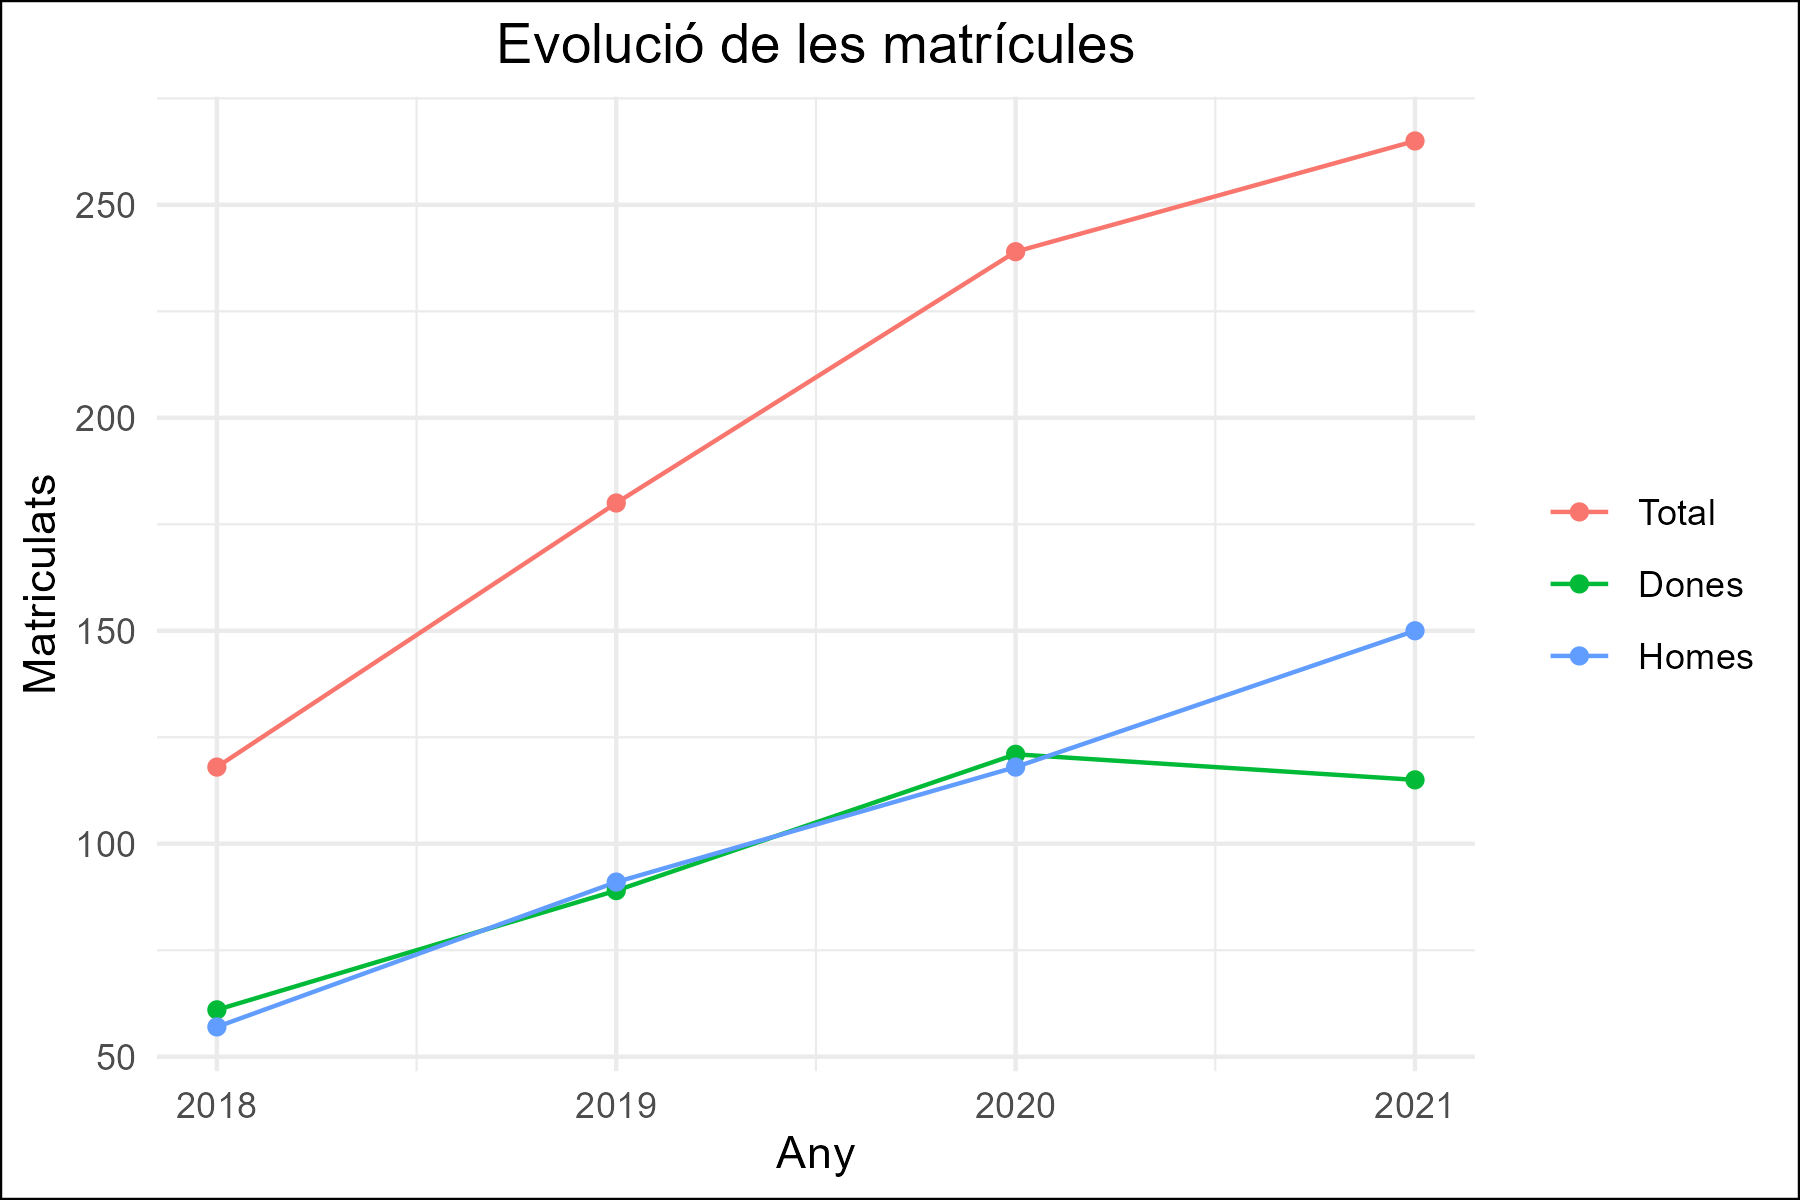 Evolució de les matrícules
250
200
150
100
50
Matriculats
2018
2019
2020
2021
Any
Total
Dones
Homes